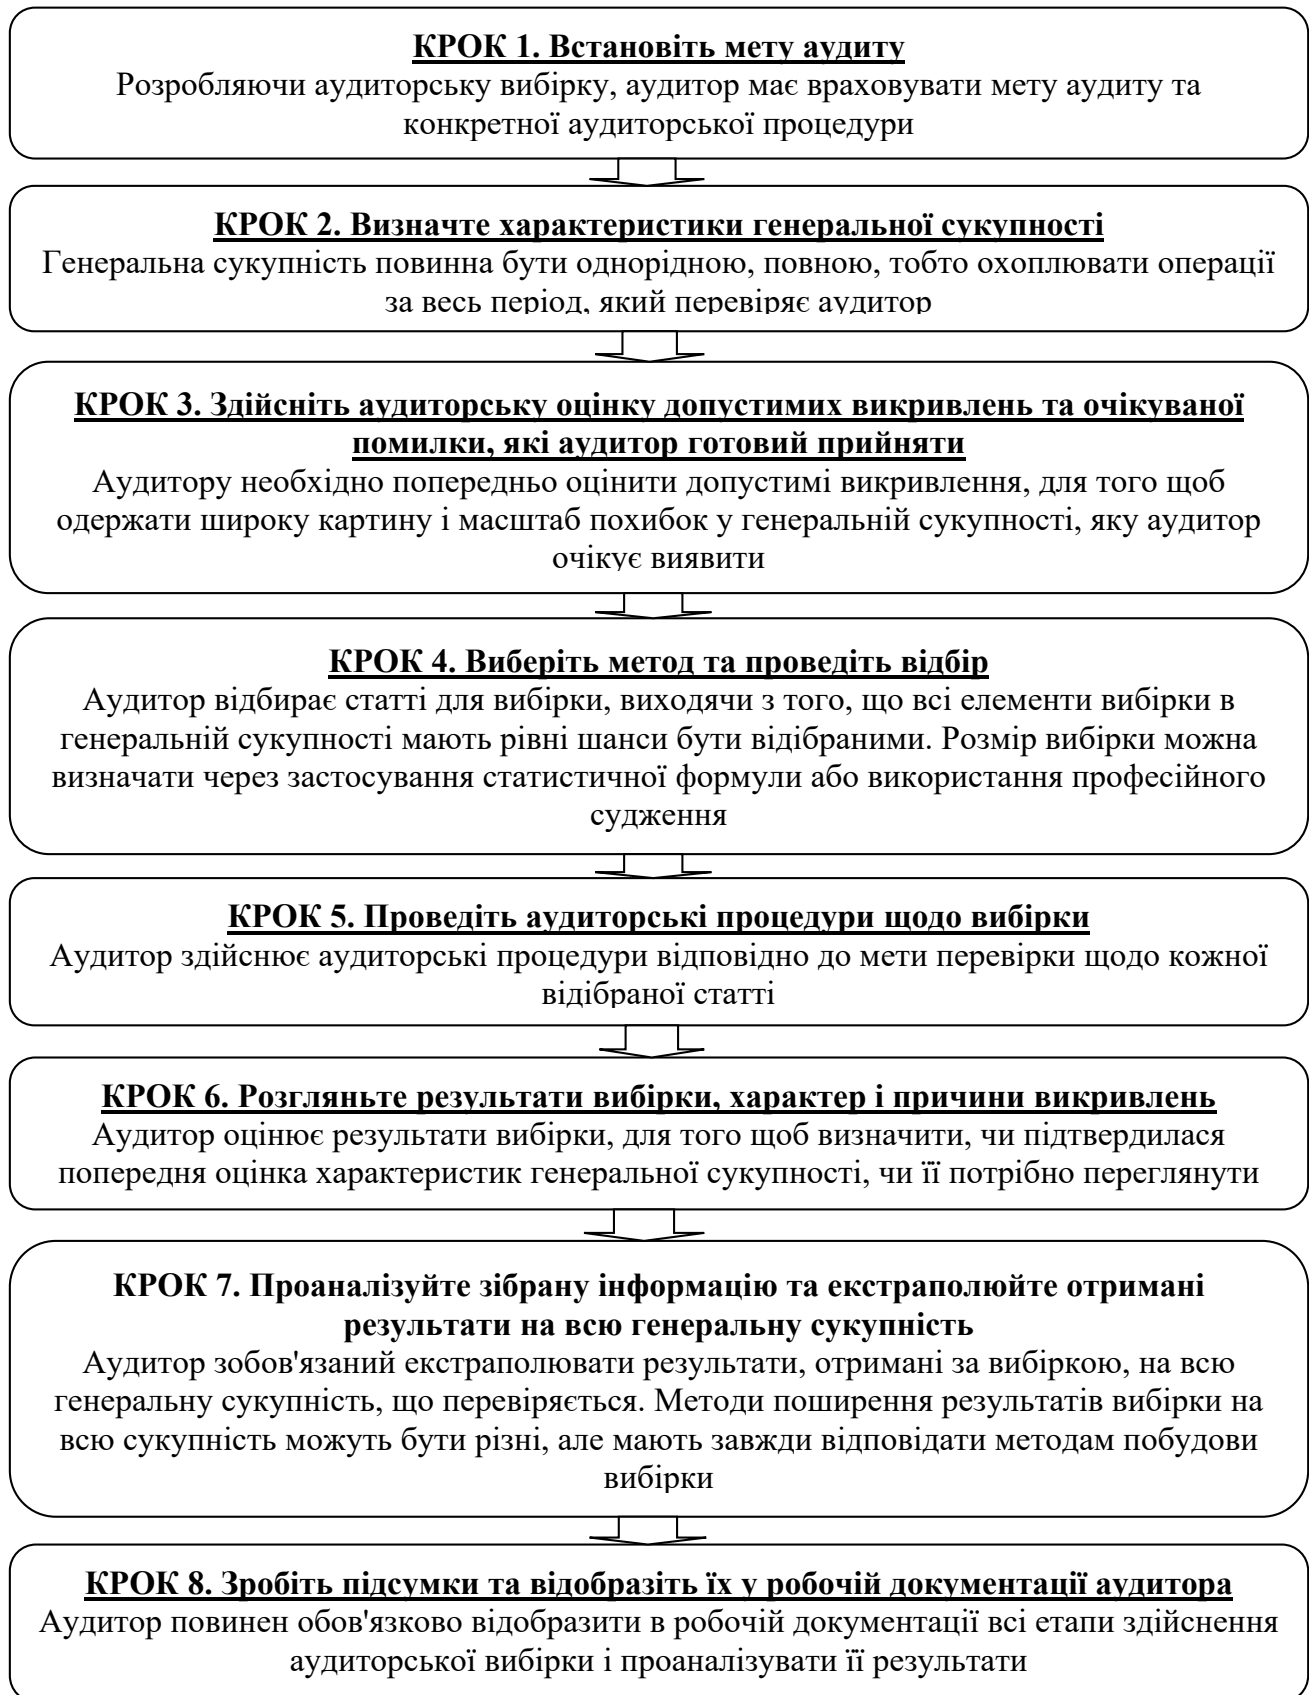 КРОК 1. Встановіть мету аудиту
Розробляючи аудиторську вибірку, аудитор має враховувати мету аудиту та
конкретної аудиторської процедури
КРОК 2. Визначте характеристики генеральної сукупності
Генеральна сукупність повинна бути однорідною, повною, тобто охоплювати операції
за весь період, який перевіряє аудитор
КРОК 3. Здійсніть аудиторську оцінку допустимих викривлень та очікуваної
помилки, які аудитор готовий прийняти
Аудитору необхідно попередньо оцінити допустимі викривлення, для того щоб
одержати широку картину і масштаб похибок у генеральній сукупності, яку аудитор
очікує виявити
КРОК 4. Виберіть метод та проведіть відбір
Аудитор відбирає статті для вибірки, виходячи з того, що всі елементи вибірки в
генеральній сукупності мають рівні шанси бути відібраними. Розмір вибірки можна
визначати через застосування статистичної формули або використання професійного
судження
КРОК 5. Проведіть аудиторські процедури щодо вибірки
Аудитор здійснює аудиторські процедури відповідно до мети перевірки щодо кожної
відібраної статті
КРОК 6. Розгляньте результати вибірки, характер і причини викривлень
Аудитор оцінює результати вибірки, для того щоб визначити, чи підтвердилася
попередня оцінка характеристик генеральної сукупності, чи її потрібно переглянути
КРОК 7. Проаналізуйте зібрану інформацію та екстраполюйте отримані
результати на всю генеральну сукупність
Аудитор зобов'язаний екстраполювати результати, отримані за вибіркою, на всю
генеральну сукупність, що перевіряється. Методи поширення результатів вибірки на
всю сукупність можуть бути різні, але мають завжди відповідати методам побудови
вибірки
КРОК 8. Зробіть підсумки та відобразіть їх у робочій документації аудитора
Аудитор повинен обов'язково відобразити в робочій документації всі етапи здійснення
аудиторської вибірки і проаналізувати її результати